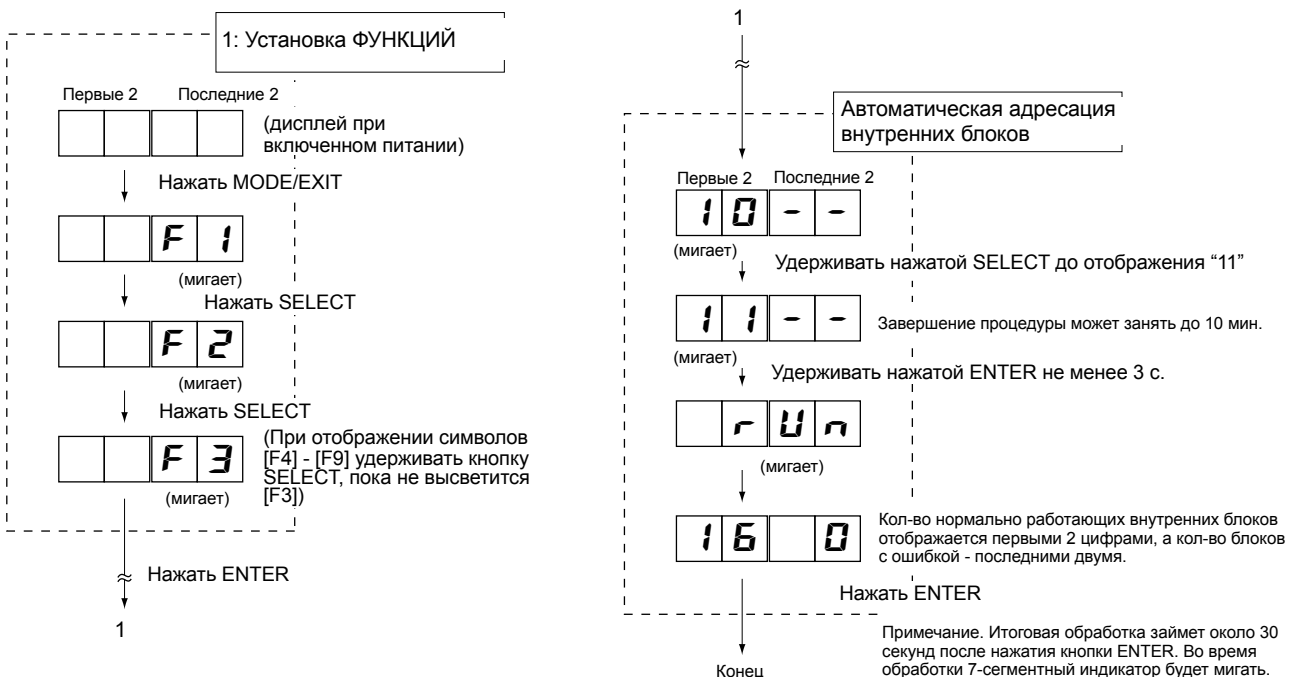 1: Установка ФУНКЦИЙ
Первые 2 Последние 2
(дисплей при
включенном питании)
Нажать MODE/EXIT
F 1
(мигает)
Нажать SELECT
F 2
(мигает)
Нажать SELECT
F 3
(мигает)
(При отображении символов
[F4] - [F9] удерживать кнопку
SELECT, пока не высветится
[F3])
Нажать ENTER
1
1
Автоматическая адресация
внутренних блоков
Первые 2 Последние 2
1 0 - -
(мигает)
Удерживать нажатой SELECT до отображения “11”
1 1 - -
Завершение процедуры может занять до 10 мин.
(мигает)
Удерживать нажатой ENTER не менее 3 с.
r U n
(мигает)
1 6 0
Кол-во нормально работающих внутренних блоков
отображается первыми 2 цифрами, а кол-во блоков
с ошибкой - последними двумя.
Нажать ENTER
Примечание. Итоговая обработка займет около 30
секунд после нажатия кнопки ENTER. Во время
обработки 7-сегментный индикатор будет мигать.
Конец